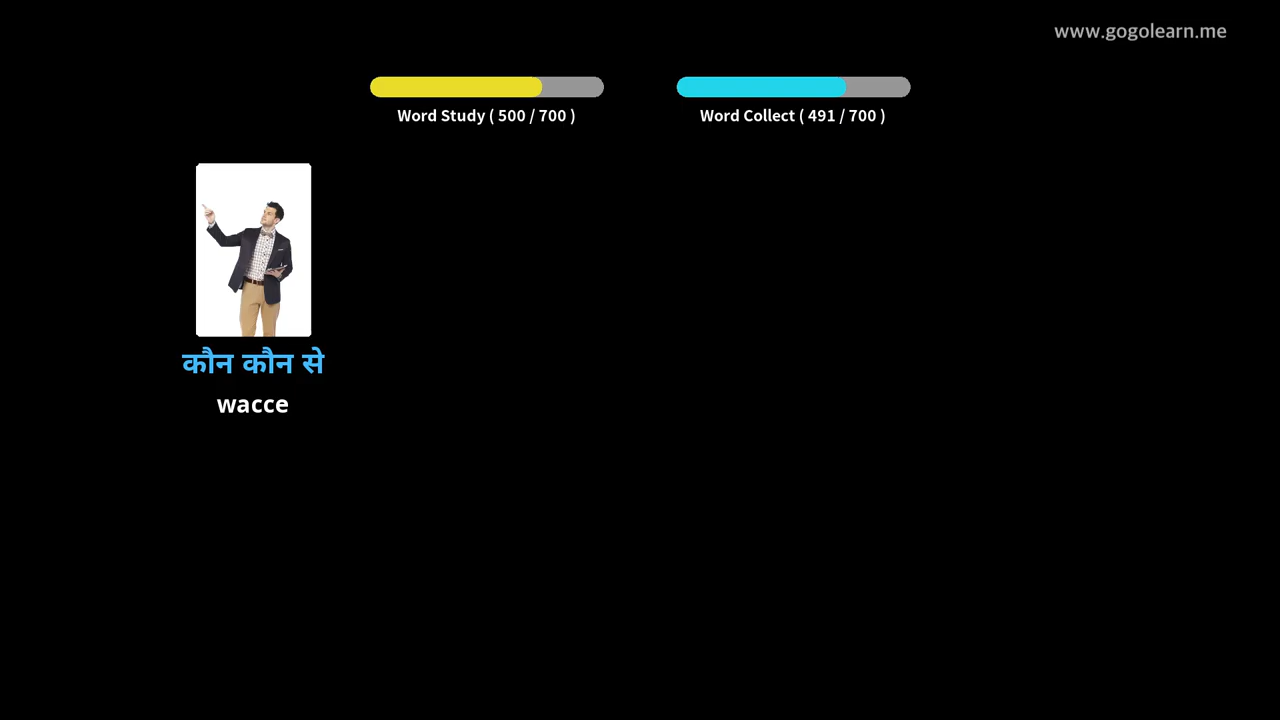 www.gogolearn.me
Word Study ( 500 / 700 )
Word Collect ( 491 / 700 )
कौन कौन से
wacce